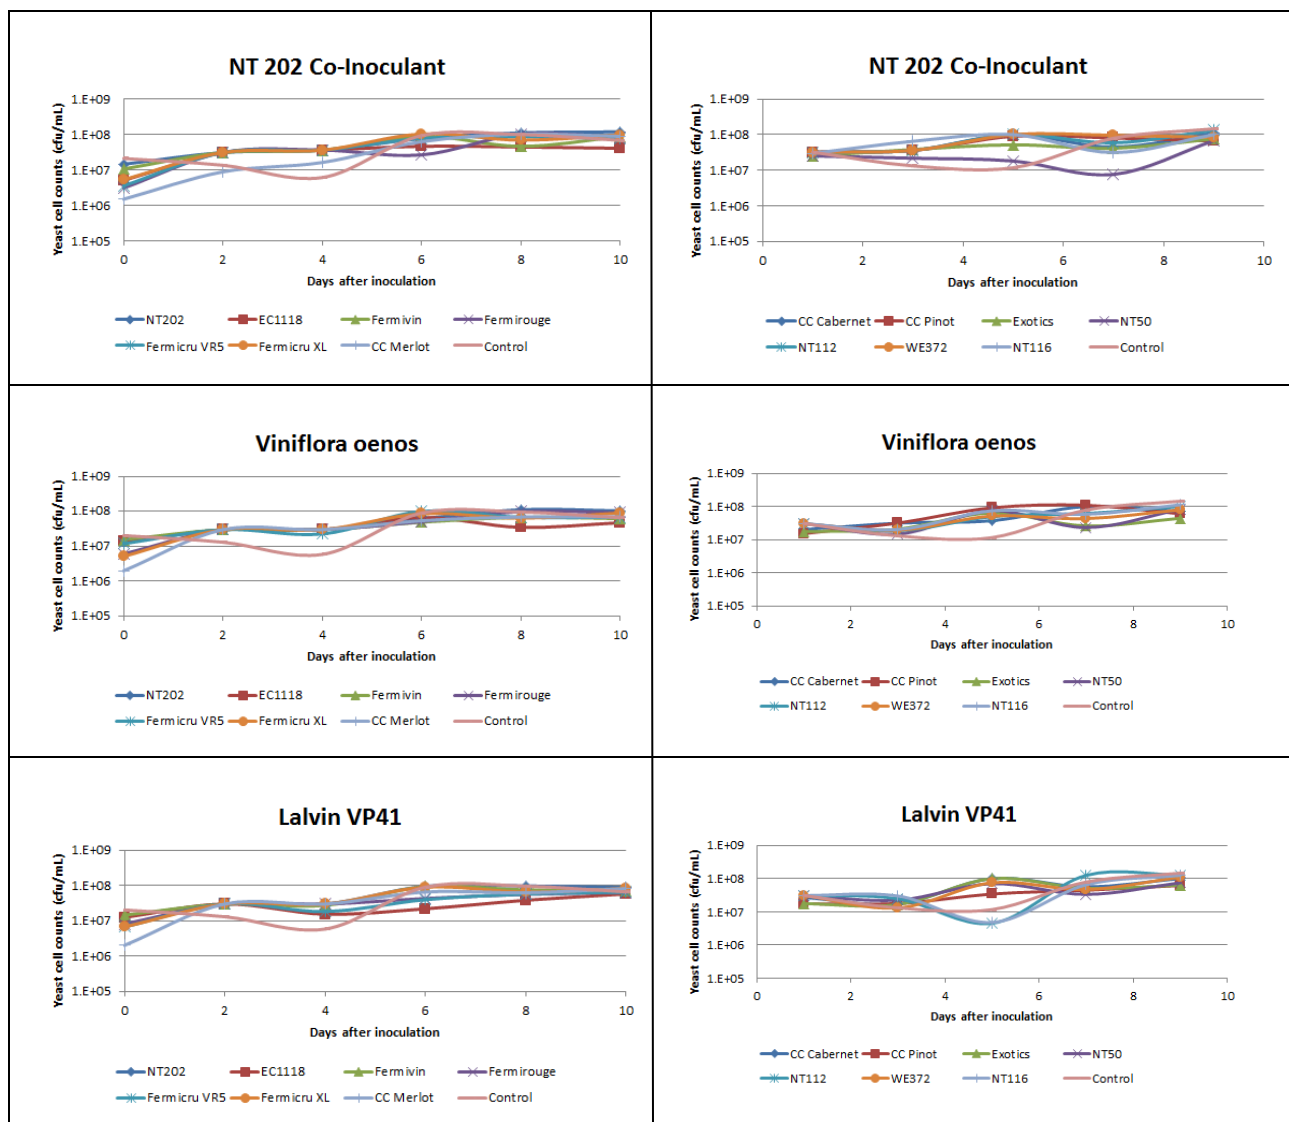 NT 202 Co-Inoculant
Yeast cell counts (cfu/mL)
1.E+09
1.E+08
1.E+07
1.E+06
1.E+05
0 2 4 6 8 10
Days after inoculation
NT202 EC1118 Fermivin Fermirouge
Fermicru VR5 Fermicru XL CC Merlot Control
NT 202 Co-Inoculant
Yeast cell counts (cfu/mL)
1.E+09
1.E+08
1.E+07
1.E+06
1.E+05
0 2 4 6 8 10
Days after inoculation
CC Cabernet CC Pinot Exotics NT50
NT112 WE372 NT116 Control
Viniflora oenos
Yeast cell counts (cfu/mL)
1.E+09
1.E+08
1.E+07
1.E+06
1.E+05
0 2 4 6 8 10
Days after inoculation
NT202 EC1118 Fermivin Fermirouge
Fermicru VR5 Fermicru XL CC Merlot Control
Viniflora oenos
Yeast cell counts (cfu/mL)
1.E+09
1.E+08
1.E+07
1.E+06
1.E+05
0 2 4 6 8 10
Days after inoculation
CC Cabernet CC Pinot Exotics NT50
NT112 WE372 NT116 Control
Lalvin VP41
Yeast cell counts (cfu/mL)
1.E+09
1.E+08
1.E+07
1.E+06
1.E+05
0 2 4 6 8 10
Days after inoculation
NT202 EC1118 Fermivin Fermirouge
Fermicru VR5 Fermicru XL CC Merlot Control
Lalvin VP41
Yeast cell counts (cfu/mL)
1.E+09
1.E+08
1.E+07
1.E+06
1.E+05
0 2 4 6 8 10
Days after inoculation
CC Cabernet CC Pinot Exotics NT50
NT112 WE372 NT116 Control